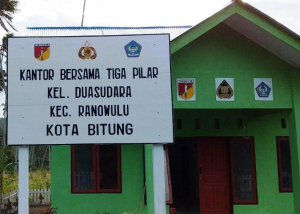 KANTOR BERSAMA TIGA PILAR
KEL. DUASUDARA
KEC. RANOWULU
KOTA BITUNG